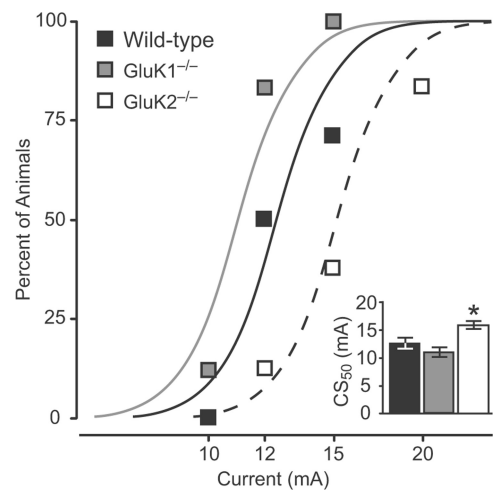 100
75
50
25
0
Percent of Animals
Wild-type
GluK1⁻/⁻
GluK2⁻/⁻
20
15
10
5
0
CS₅₀ (mA)
*
10 12 15 20
Current (mA)